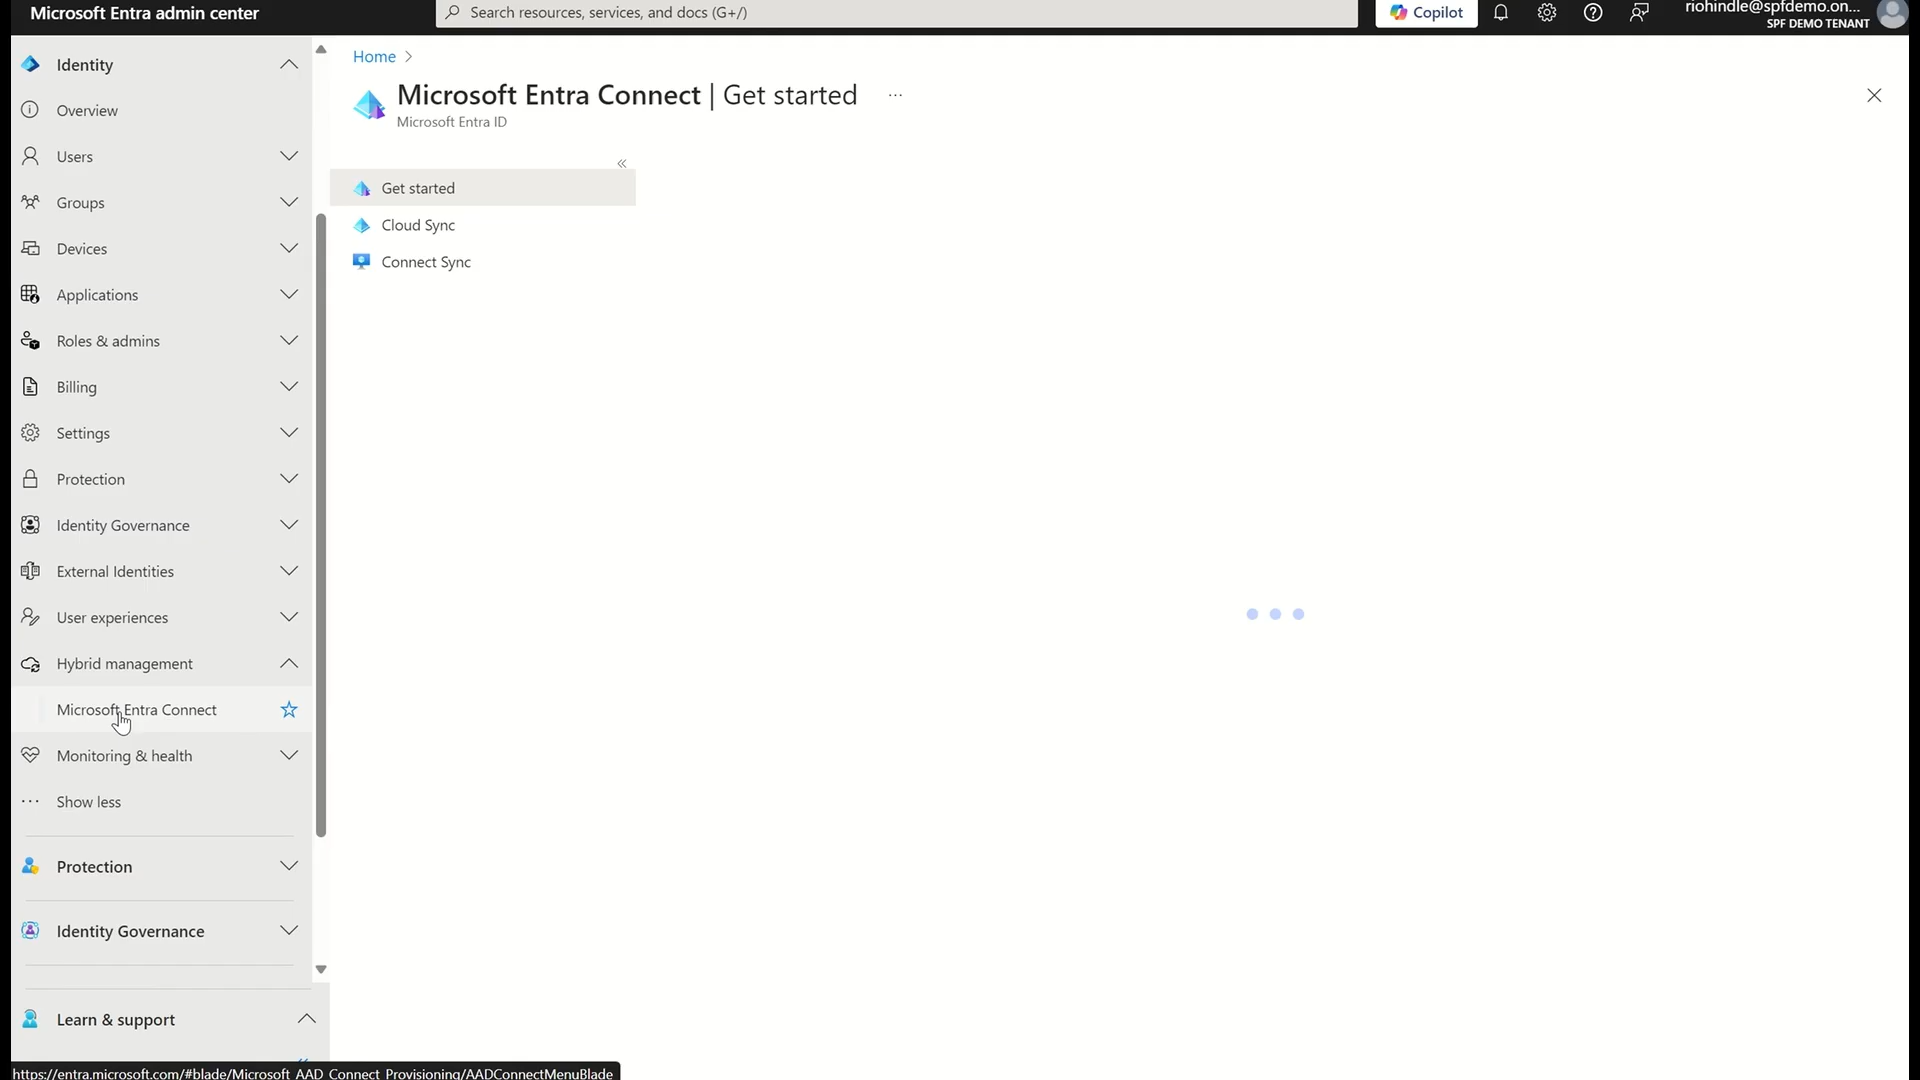 Microsoft Entra admin center
Search resources, services, and docs (G+/)
Copilot
riohindle@spfdemo.on...
SPF DEMO TENANT
Identity
Overview
Users
Groups
Devices
Applications
Roles & admins
Billing
Settings
Protection
Identity Governance
External Identities
User experiences
Hybrid management
Microsoft Entra Connect
Monitoring & health
Show less
Protection
Identity Governance
Learn & support
Home
Microsoft Entra Connect | Get started
Microsoft Entra ID
Get started
Cloud Sync
Connect Sync
https://entra.microsoft.com/#blade/Microsoft_AAD_Connect_Provisioning/AADConnectMenuBlade